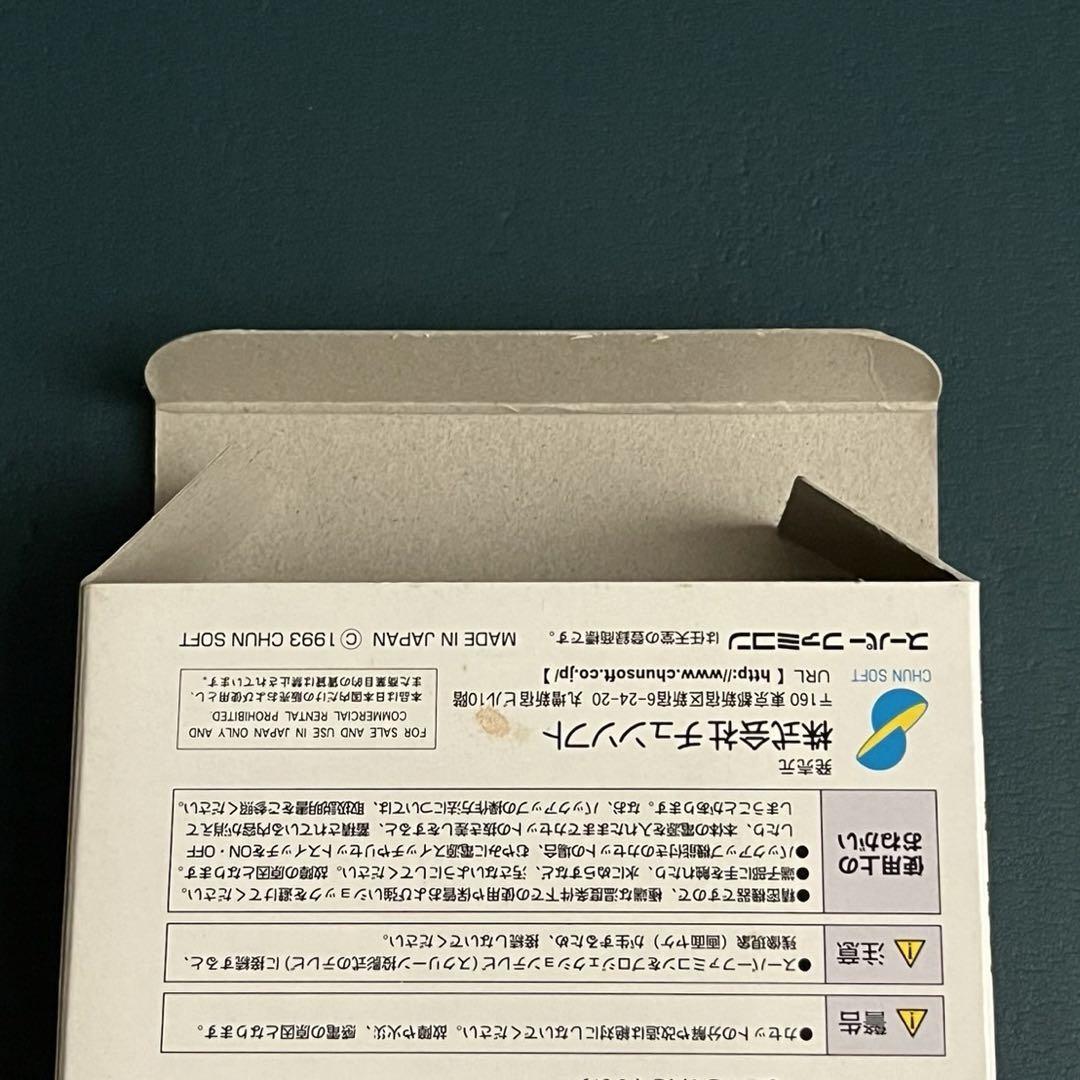 警告
●カセットの分解や改造は絶対にしないでください。故障や火災、感電の原因となります。
注意
●スーパーファミコンをプロジェクションテレビ(スクリーン投影式のテレビ)に接続すると、
残像現象(画面ヤケ)が生ずるため、接続しないでください。
使用上の
おねがい
●精密機器ですので、極端な温度条件下での使用や保管および強いショックを避けてください。
●端子部に手を触れたり、水にぬらすなど、汚さないようにしてください。故障の原因となります。
●バックアップ機能付きのカセットの場合、むやみに電源スイッチやリセットスイッチをON・OFF
したり、本体の電源を入れたままでカセットの抜き差しをすると、蓄積されている内容が消えて
しまうことがあります。なお、バックアップの操作方法については、取扱説明書をご参照ください。
発売元
株式会社チュンソフト
〒160 東京都新宿区新宿6-24-20 丸増新宿ビル10階
URL 【http://www.chunsoft.co.jp/】
CHUN SOFT
FOR SALE AND USE IN JAPAN ONLY AND
COMMERCIAL RENTAL PROHIBITED.
本品は日本国内だけの販売および使用とし、
また商業目的の賃貸は禁止されています。
スーパーファミコン は任天堂の登録商標です。 MADE IN JAPAN Ⓒ 1993 CHUN SOFT